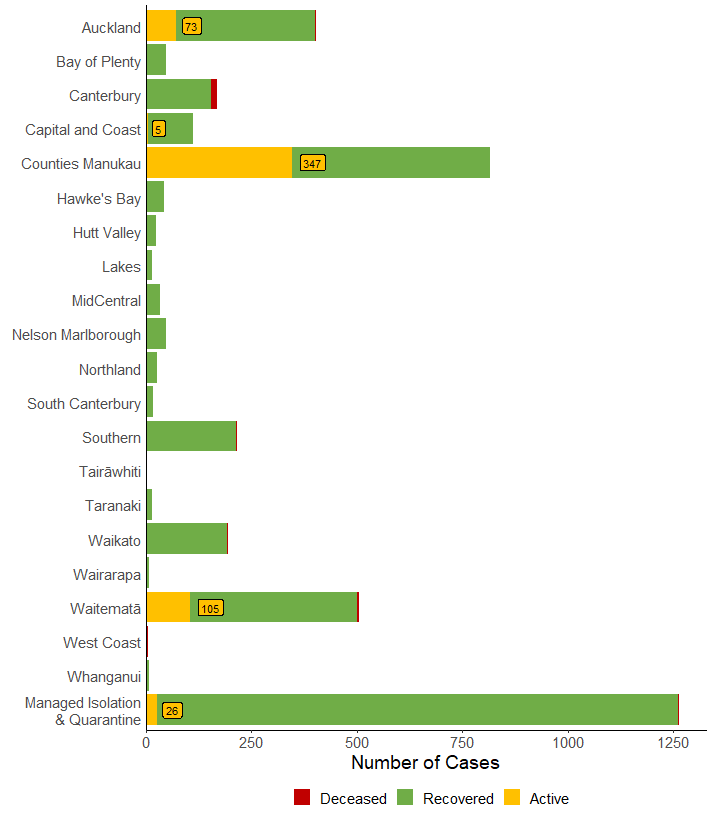 Auckland
73
Bay of Plenty
Canterbury
Capital and Coast
5
Counties Manukau
347
Hawke's Bay
Hutt Valley
Lakes
MidCentral
Nelson Marlborough
Northland
South Canterbury
Southern
Tairāwhiti
Taranaki
Waikato
Wairarapa
Waitematā
105
West Coast
Whanganui
Managed Isolation
& Quarantine
26
0 250 500 750 1000 1250
Number of Cases
Deceased Recovered Active